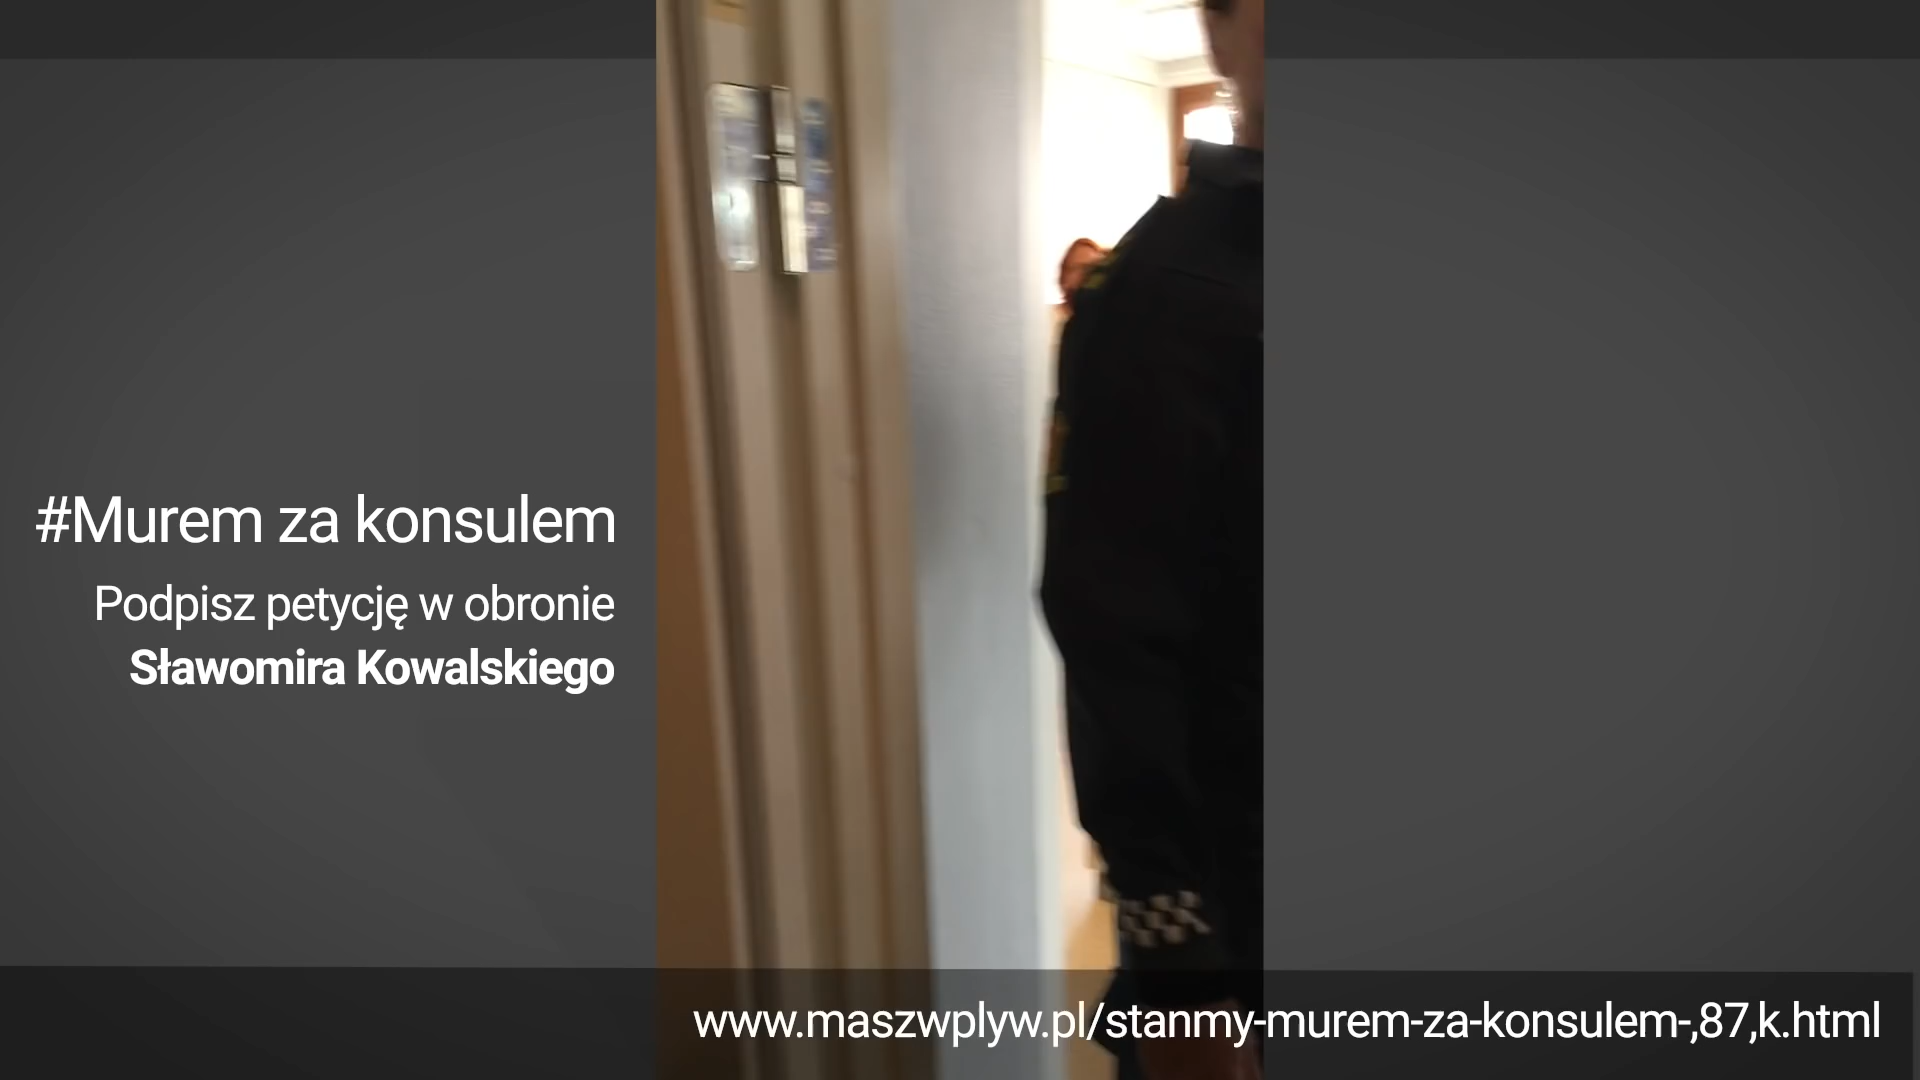 #Murem za konsulem
Podpisz petycję w obronie
Sławomira Kowalskiego
www.maszwplyw.pl/stanmy-murem-za-konsulem-,87,k.html